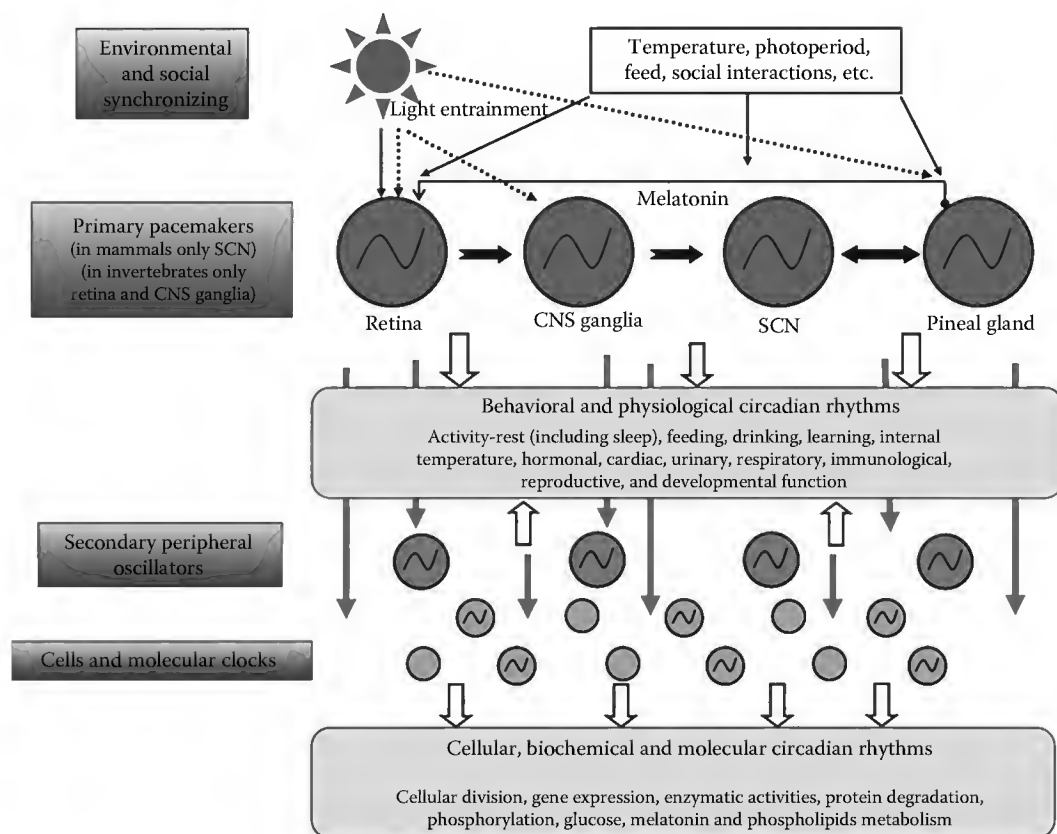 Environmental
and social
synchronizing
Temperature, photoperiod,
feed, social interactions, etc.
Light entrainment
Melatonin
Primary pacemakers
(in mammals only SCN)
(in invertebrates only
retina and CNS ganglia)
Retina
CNS ganglia
SCN
Pineal gland
Behavioral and physiological circadian rhythms
Activity-rest (including sleep), feeding, drinking, learning, internal
temperature, hormonal, cardiac, urinary, respiratory, immunological,
reproductive, and developmental function
Secondary peripheral
oscillators
Cells and molecular clocks
Cellular, biochemical and molecular circadian rhythms
Cellular division, gene expression, enzymatic activities, protein degradation,
phosphorylation, glucose, melatonin and phospholipids metabolism